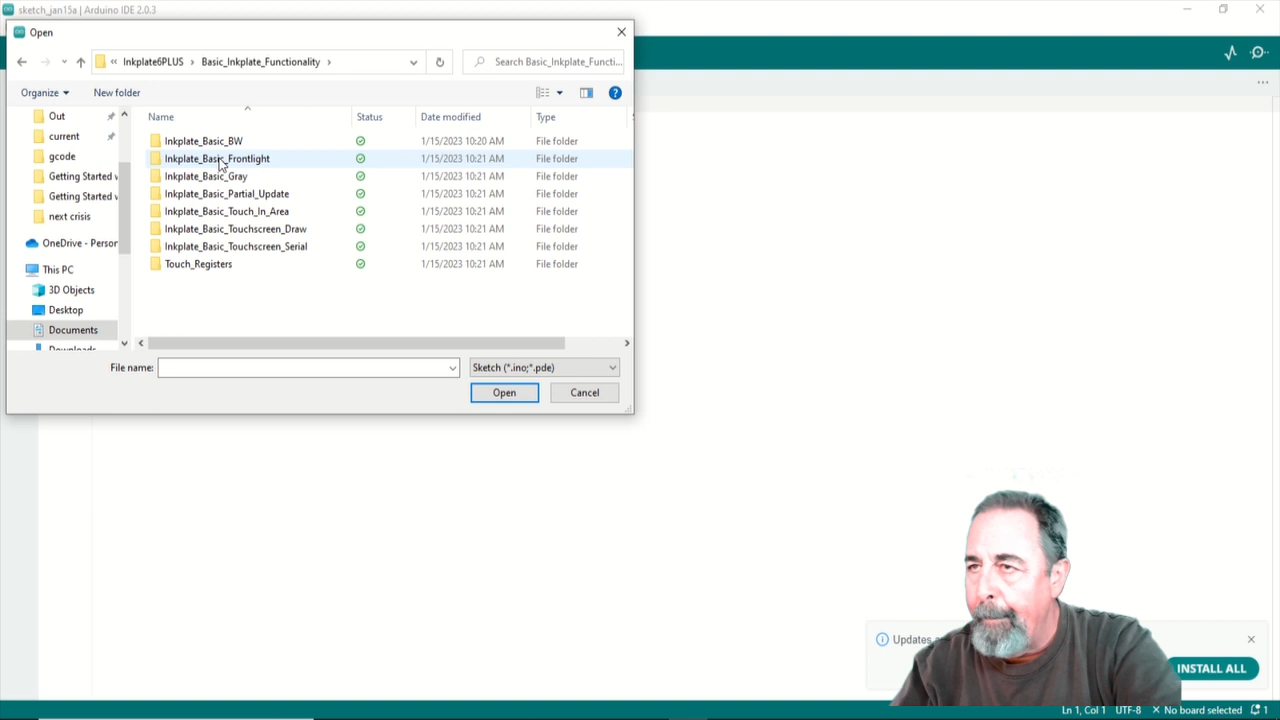 sketch_jan15a | Arduino IDE 2.0.3
Open
« Inkplate6PLUS > Basic_Inkplate_Functionality >
Search Basic_Inkplate_Functi...
Organize
New folder
Name Status Date modified Type
Out
current
gcode
Getting Started
Getting Started
next crisis
OneDrive - Person
This PC
3D Objects
Desktop
Documents
Downloads
Inkplate_Basic_BW 1/15/2023 10:20 AM File folder
Inkplate_Basic_Frontlight 1/15/2023 10:21 AM File folder
Inkplate_Basic_Gray 1/15/2023 10:21 AM File folder
Inkplate_Basic_Partial_Update 1/15/2023 10:21 AM File folder
Inkplate_Basic_Touch_In_Area 1/15/2023 10:21 AM File folder
Inkplate_Basic_Touchscreen_Draw 1/15/2023 10:21 AM File folder
Inkplate_Basic_Touchscreen_Serial 1/15/2023 10:21 AM File folder
Touch_Registers 1/15/2023 10:21 AM File folder
File name:
Sketch (*.ino;*.pde)
Open
Cancel
Updates
INSTALL ALL
Ln 1, Col 1 UTF-8 × No board selected 1